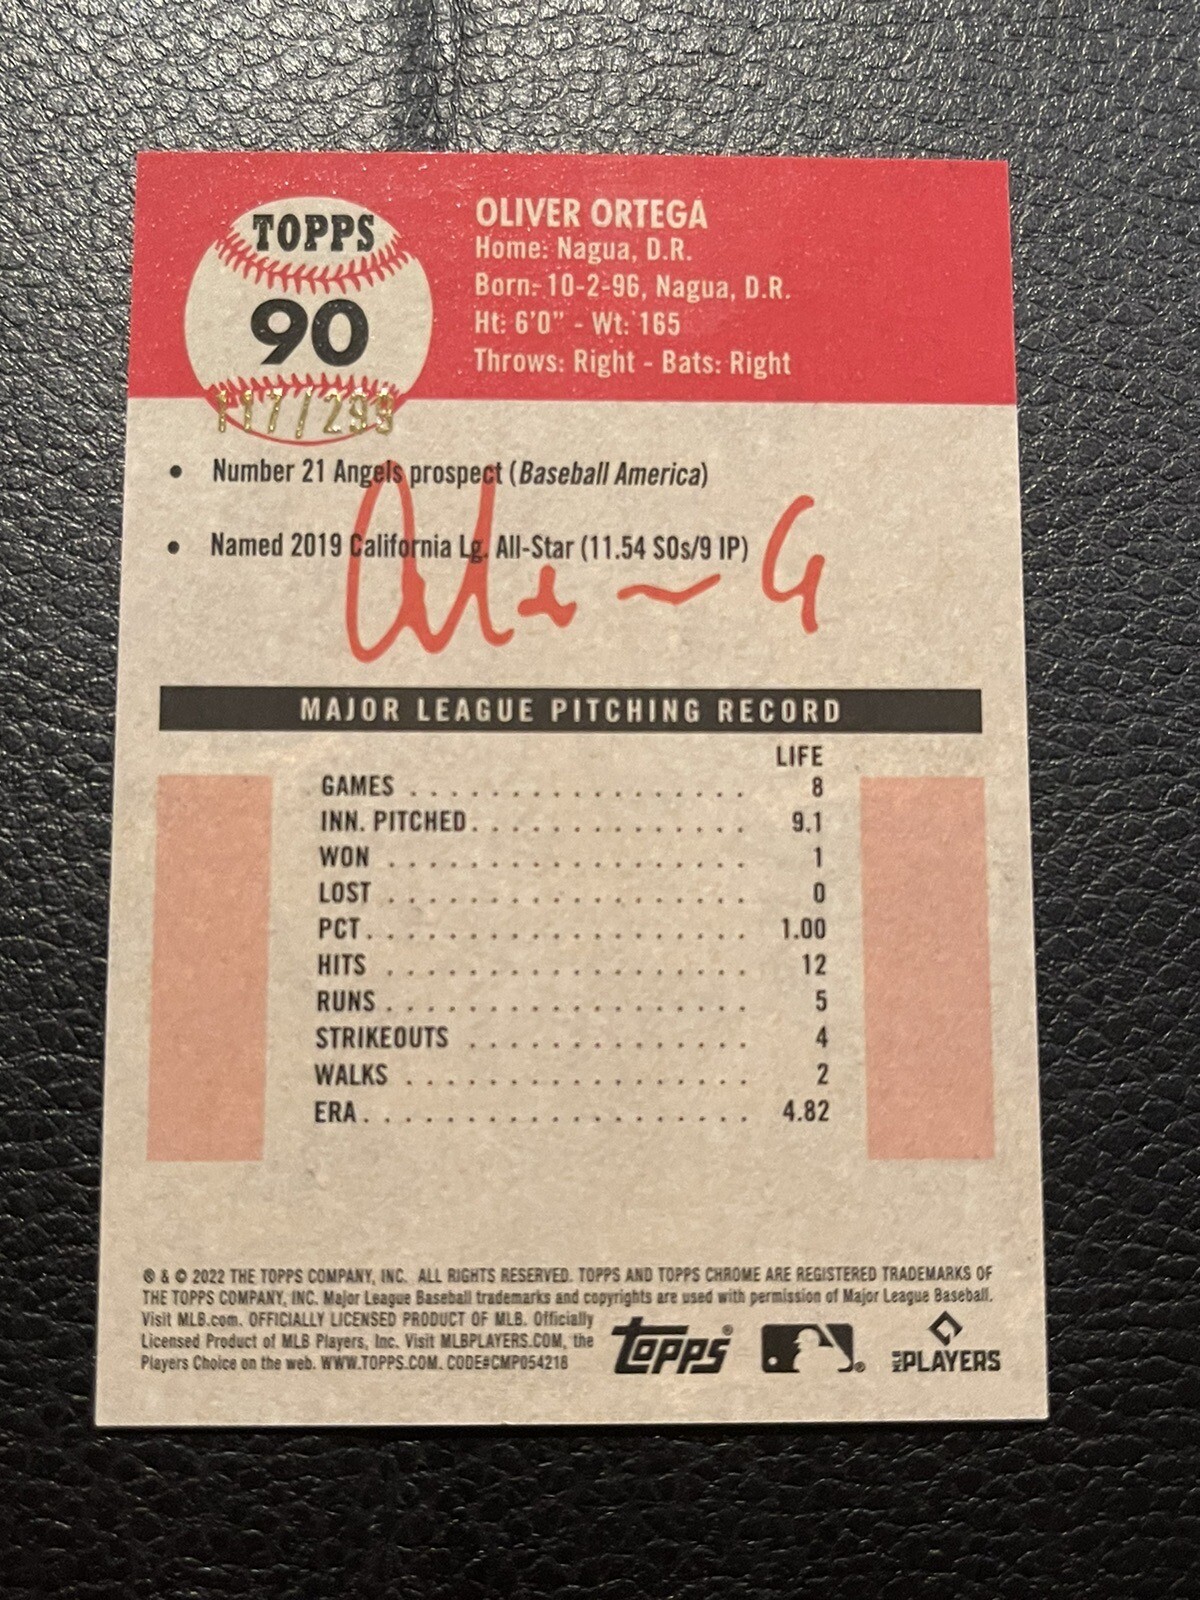 TOPPS
90
117/299
OLIVER ORTEGA
Home: Nagua, D.R.
Born: 10-2-96, Nagua, D.R.
Ht: 6'0" - Wt: 165
Throws: Right - Bats: Right
• Number 21 Angels prospect (Baseball America)
• Named 2019 California Lg. All-Star (11.54 SOs/9 IP)
MAJOR LEAGUE PITCHING RECORD
LIFE
GAMES 8
INN. PITCHED 9.1
WON 1
LOST 0
PCT 1.00
HITS 12
RUNS 5
STRIKEOUTS 4
WALKS 2
ERA 4.82
® & © 2022 THE TOPPS COMPANY, INC. ALL RIGHTS RESERVED. TOPPS AND TOPPS CHROME ARE REGISTERED TRADEMARKS OF
THE TOPPS COMPANY, INC. Major League Baseball trademarks and copyrights are used with permission of Major League Baseball.
Visit MLB.com. OFFICIALLY LICENSED PRODUCT OF MLB. Officially
Licensed Product of MLB Players, Inc. Visit MLBPLAYERS.COM, the
Players Choice on the web. WWW.TOPPS.COM. CODE#CMP054218
TOPPS®
MLB PLAYERS